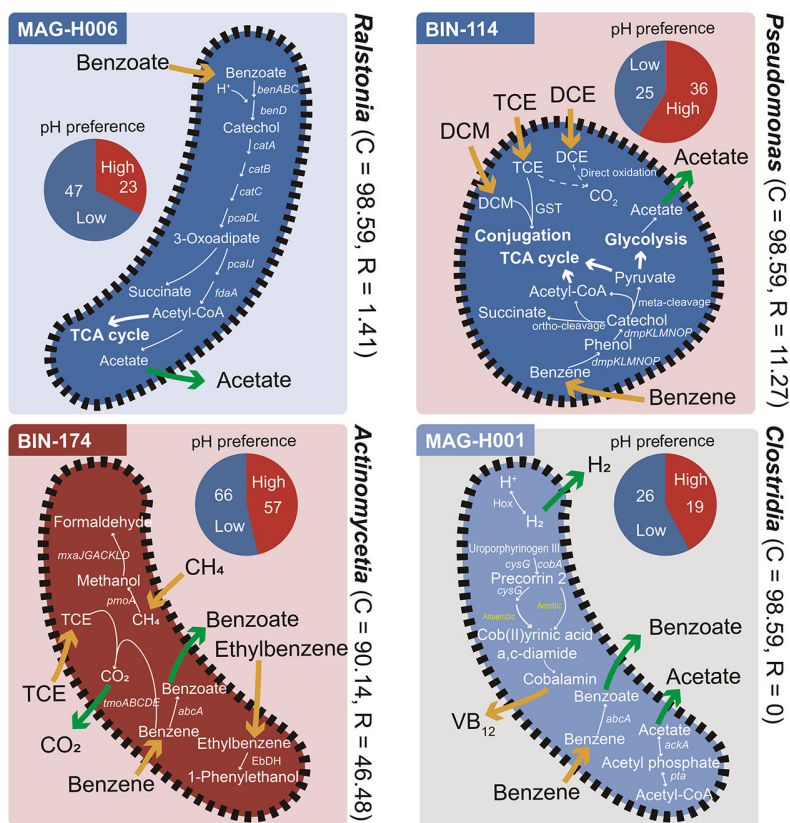 MAG-H006
Benzoate
Benzoate
H⁺
benABC
benD
Catechol
catA
catB
catC
pcaDL
3-Oxoadipate
pcaIJ
Succinate
fdaA
Acetyl-CoA
TCA cycle
Acetate
Acetate
pH preference
High
23
47
Low
Ralstonia (C = 98.59, R = 1.41)
BIN-114
pH preference
Low
25
36
High
DCM
TCE
DCE
Acetate
TCE
DCE
Direct oxidation
CO₂
DCM
GST
Acetate
Conjugation
Glycolysis
TCA cycle
Pyruvate
Acetyl-CoA
meta-cleavage
Succinate
Catechol
ortho-cleavage
dmpKLMNOP
Phenol
dmpKLMNOP
Benzene
Benzene
Pseudomonas (C = 98.59, R = 11.27)
BIN-174
pH preference
66
High
57
Low
Formaldehyde
mxaJGACKLD
Methanol
CH₄
pmoA
TCE
CH₄
Benzoate
Ethylbenzene
TCE
CO₂
Benzoate
tmoABCDE
abcA
CO₂
Benzene
Ethylbenzene
EbDH
Benzene
1-Phenylethanol
Actinomycetia (C = 90.14, R = 46.48)
MAG-H001
pH preference
26
High
19
Low
H⁺
H₂
Hox
H₂
Uroporphyrinogen III
cysG
cobA
Precorrin 2
cysG
Anaerobic
Aerobic
Cob(II)yrinic acid
a,c-diamide
Cobalamin
Benzoate
Acetate
VB₁₂
Benzoate
abcA
Acetate
Benzene
ackA
Acetyl phosphate
Benzene
pta
Acetyl-CoA
Clostridia (C = 98.59, R = 0)